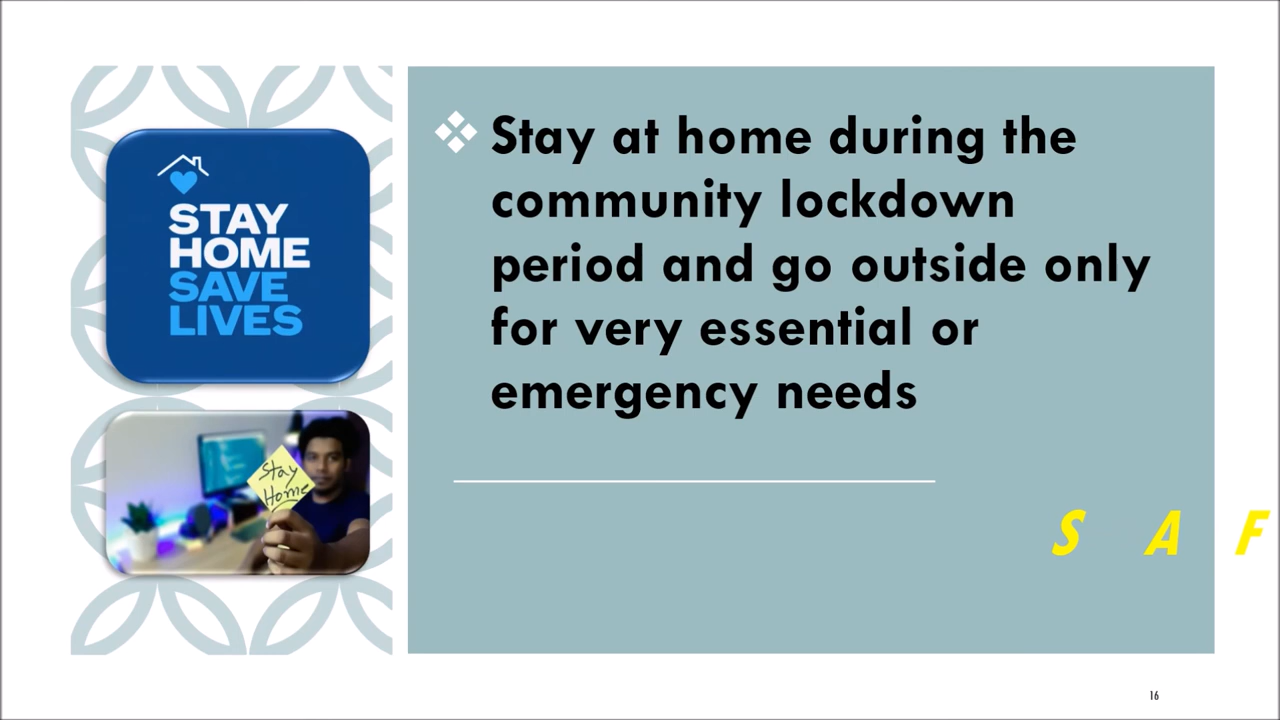 STAY
HOME
SAVE
LIVES
Stay
Home
Stay at home during the
community lockdown
period and go outside only
for very essential or
emergency needs
S A F
16